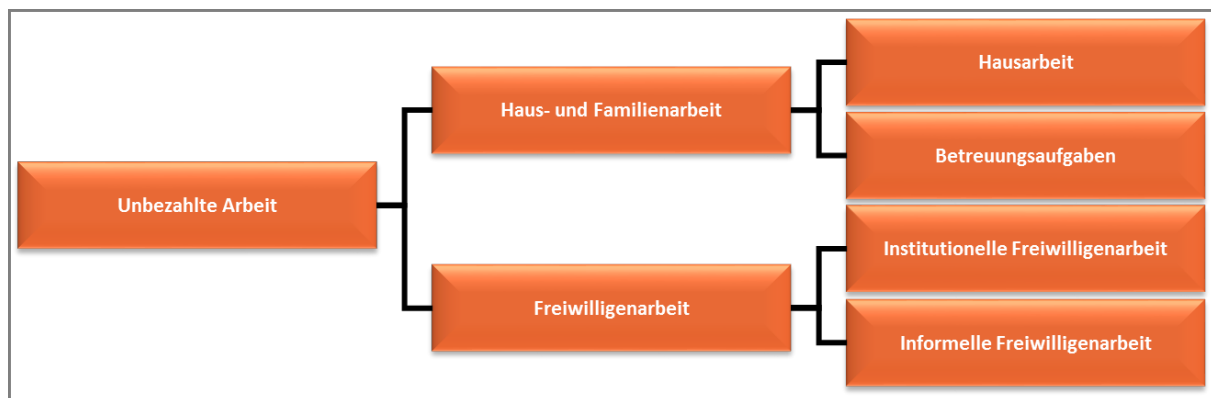 Unbezahlte Arbeit
Haus- und Familienarbeit
Hausarbeit
Betreuungsaufgaben
Freiwilligenarbeit
Institutionelle Freiwilligenarbeit
Informelle Freiwilligenarbeit